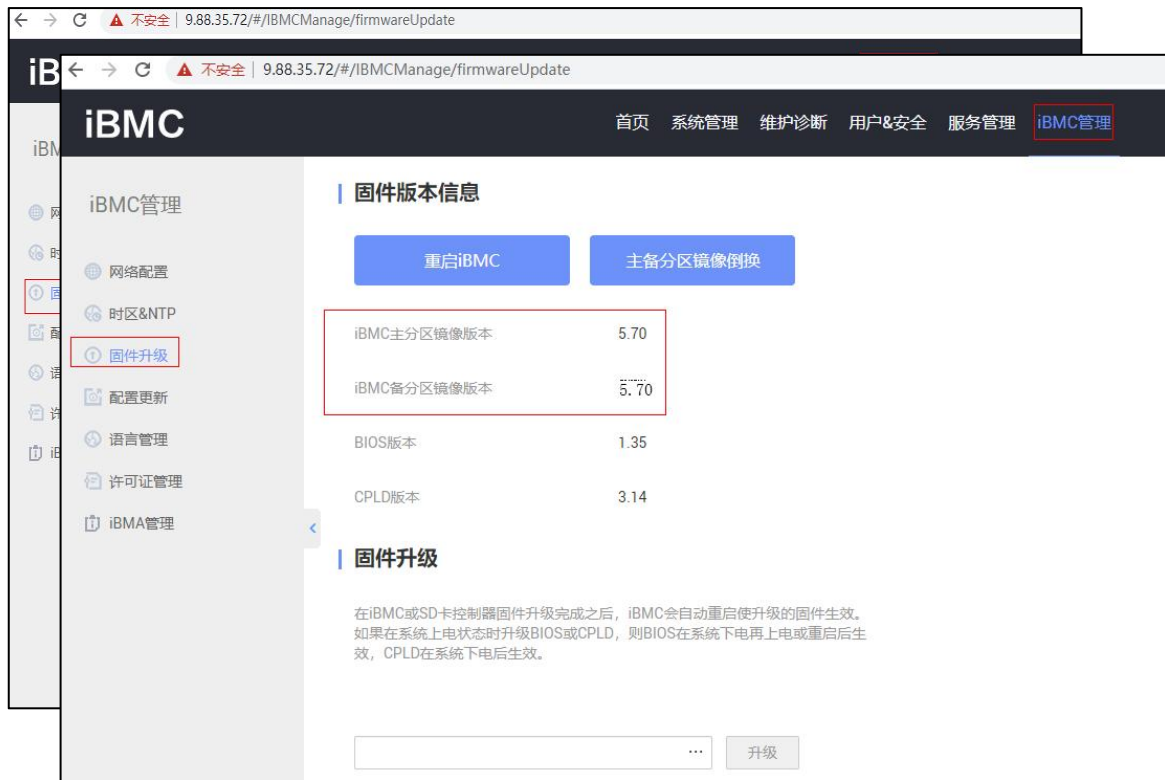 不安全 | 9.88.35.72/#/IBMCManage/firmwareUpdate
iB
iBM
网
时
固
配
语
许
iB
不安全 | 9.88.35.72/#/IBMCManage/firmwareUpdate
iBMC
首页 系统管理 维护诊断 用户&安全 服务管理 iBMC管理
iBMC管理
网络配置
时区&NTP
固件升级
配置更新
语言管理
许可证管理
iBMA管理
固件版本信息
重启iBMC 主备分区镜像倒换
iBMC主分区镜像版本 5.70
iBMC备分区镜像版本 5.70
BIOS版本 1.35
CPLD版本 3.14
固件升级
在iBMC或SD卡控制器固件升级完成之后，iBMC会自动重启使升级的固件生效。
如果在系统上电状态时升级BIOS或CPLD，则BIOS在系统下电再上电或重启后生
效，CPLD在系统下电后生效。
... 升级